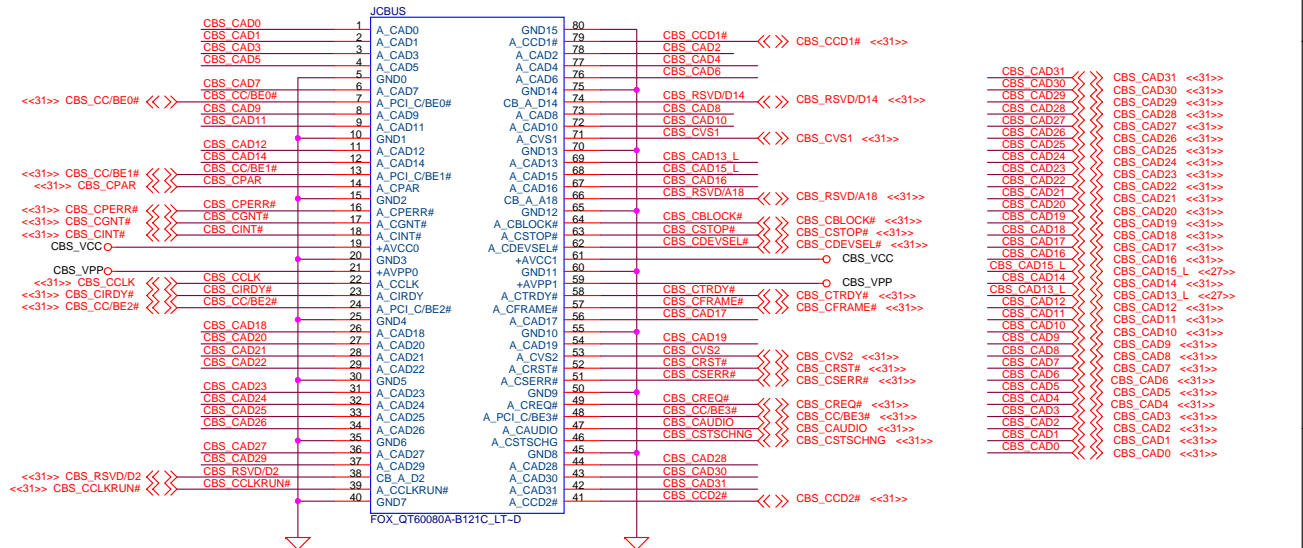 JCBUS
CBS_CAD0 1 A_CAD0 GND15 80
CBS_CAD1 2 A_CAD1 A_CCD1# 79 CBS_CCD1# CBS_CCD1# <<31>>
CBS_CAD3 3 A_CAD3 A_CAD2 78 CBS_CAD2
CBS_CAD5 4 A_CAD5 A_CAD4 77 CBS_CAD4
5 GND0 A_CAD6 76 CBS_CAD6
CBS_CAD7 6 A_CAD7 GND14 75
<<31>> CBS_CC/BE0# CBS_CC/BE0# 7 A_PCI_C/BE0# CB_A_D14 74 CBS_RSVD/D14 CBS_RSVD/D14 <<31>>
CBS_CAD9 8 A_CAD9 A_CAD8 73 CBS_CAD8
CBS_CAD11 9 A_CAD11 A_CAD10 72 CBS_CAD10
10 GND1 A_CVS1 71 CBS_CVS1 CBS_CVS1 <<31>>
CBS_CAD12 11 A_CAD12 GND13 70
CBS_CAD14 12 A_CAD14 A_CAD13 69 CBS_CAD13_L
<<31>> CBS_CC/BE1# CBS_CC/BE1# 13 A_PCI_C/BE1# A_CAD15 68 CBS_CAD15_L
<<31>> CBS_CPAR CBS_CPAR 14 A_CPAR A_CAD16 67 CBS_CAD16
15 GND2 CB_A_A18 66 CBS_RSVD/A18 CBS_RSVD/A18 <<31>>
<<31>> CBS_CPERR# CBS_CPERR# 16 A_CPERR# GND12 65
<<31>> CBS_CGNT# CBS_CGNT# 17 A_CGNT# A_CBLOCK# 64 CBS_CBLOCK# CBS_CBLOCK# <<31>>
<<31>> CBS_CINT# CBS_CINT# 18 A_CINT# A_CSTOP# 63 CBS_CSTOP# CBS_CSTOP# <<31>>
CBS_VCC 19 +AVCC0 A_CDEVSEL# 62 CBS_CDEVSEL# CBS_CDEVSEL# <<31>>
20 GND3 +AVCC1 61 CBS_VCC
CBS_VPP 21 +AVPP0 GND11 60
<<31>> CBS_CCLK CBS_CCLK 22 A_CCLK +AVPP1 59 CBS_VPP
<<31>> CBS_CIRDY# CBS_CIRDY# 23 A_CIRDY A_CTRDY# 58 CBS_CTRDY# CBS_CTRDY# <<31>>
<<31>> CBS_CC/BE2# CBS_CC/BE2# 24 A_PCI_C/BE2# A_CFRAME# 57 CBS_CFRAME# CBS_CFRAME# <<31>>
25 GND4 A_CAD17 56 CBS_CAD17
CBS_CAD18 26 A_CAD18 GND10 55
CBS_CAD20 27 A_CAD20 A_CAD19 54 CBS_CAD19
CBS_CAD21 28 A_CAD21 A_CVS2 53 CBS_CVS2 CBS_CVS2 <<31>>
CBS_CAD22 29 A_CAD22 A_CRST# 52 CBS_CRST# CBS_CRST# <<31>>
30 GND5 A_CSERR# 51 CBS_CSERR# CBS_CSERR# <<31>>
CBS_CAD23 31 A_CAD23 GND9 50
CBS_CAD24 32 A_CAD24 A_CREQ# 49 CBS_CREQ# CBS_CREQ# <<31>>
CBS_CAD25 33 A_CAD25 A_PCI_C/BE3# 48 CBS_CC/BE3# CBS_CC/BE3# <<31>>
CBS_CAD26 34 A_CAD26 A_CAUDIO 47 CBS_CAUDIO CBS_CAUDIO <<31>>
35 GND6 A_CSTSCHG 46 CBS_CSTSCHNG CBS_CSTSCHNG <<31>>
CBS_CAD27 36 A_CAD27 GND8 45
CBS_CAD29 37 A_CAD29 A_CAD28 44 CBS_CAD28
<<31>> CBS_RSVD/D2 CBS_RSVD/D2 38 CB_A_D2 A_CAD30 43 CBS_CAD30
<<31>> CBS_CCLKRUN# CBS_CCLKRUN# 39 A_CCLKRUN# A_CAD31 42 CBS_CAD31
40 GND7 A_CCD2# 41 CBS_CCD2# CBS_CCD2# <<31>>
FOX_QT60080A-B121C_LT~D
CBS_CAD31 CBS_CAD31 <<31>>
CBS_CAD30 CBS_CAD30 <<31>>
CBS_CAD29 CBS_CAD29 <<31>>
CBS_CAD28 CBS_CAD28 <<31>>
CBS_CAD27 CBS_CAD27 <<31>>
CBS_CAD26 CBS_CAD26 <<31>>
CBS_CAD25 CBS_CAD25 <<31>>
CBS_CAD24 CBS_CAD24 <<31>>
CBS_CAD23 CBS_CAD23 <<31>>
CBS_CAD22 CBS_CAD22 <<31>>
CBS_CAD21 CBS_CAD21 <<31>>
CBS_CAD20 CBS_CAD20 <<31>>
CBS_CAD19 CBS_CAD19 <<31>>
CBS_CAD18 CBS_CAD18 <<31>>
CBS_CAD17 CBS_CAD17 <<31>>
CBS_CAD16 CBS_CAD16 <<31>>
CBS_CAD15_L CBS_CAD15_L <<27>>
CBS_CAD14 CBS_CAD14 <<31>>
CBS_CAD13_L CBS_CAD13_L <<27>>
CBS_CAD12 CBS_CAD12 <<31>>
CBS_CAD11 CBS_CAD11 <<31>>
CBS_CAD10 CBS_CAD10 <<31>>
CBS_CAD9 CBS_CAD9 <<31>>
CBS_CAD8 CBS_CAD8 <<31>>
CBS_CAD7 CBS_CAD7 <<31>>
CBS_CAD6 CBS_CAD6 <<31>>
CBS_CAD5 CBS_CAD5 <<31>>
CBS_CAD4 CBS_CAD4 <<31>>
CBS_CAD3 CBS_CAD3 <<31>>
CBS_CAD2 CBS_CAD2 <<31>>
CBS_CAD1 CBS_CAD1 <<31>>
CBS_CAD0 CBS_CAD0 <<31>>